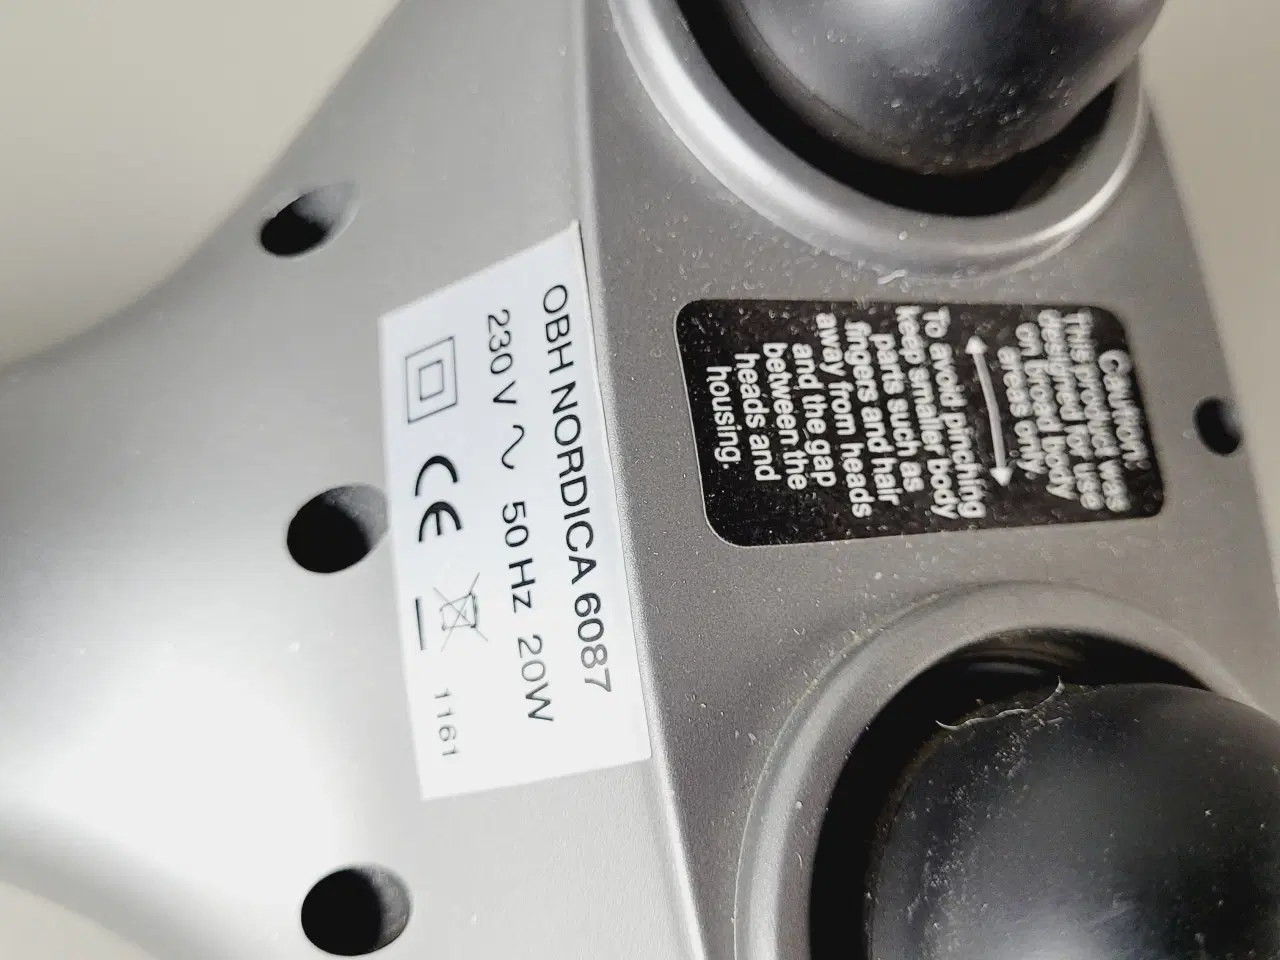 OBH NORDICA 6087
230 V ~ 50 Hz 20W
CE 1161
Caution:
This product was
designed for use
on broad body
areas only
To avoid pinching
keep smaller body
parts such as
fingers and hair
away from heads
and the gap
between the
heads and
housing.